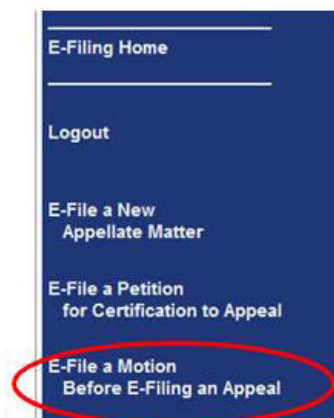 E-Filing Home
Logout
E-File a New
Appellate Matter
E-File a Petition
for Certification to Appeal
E-File a Motion
Before E-Filing an Appeal